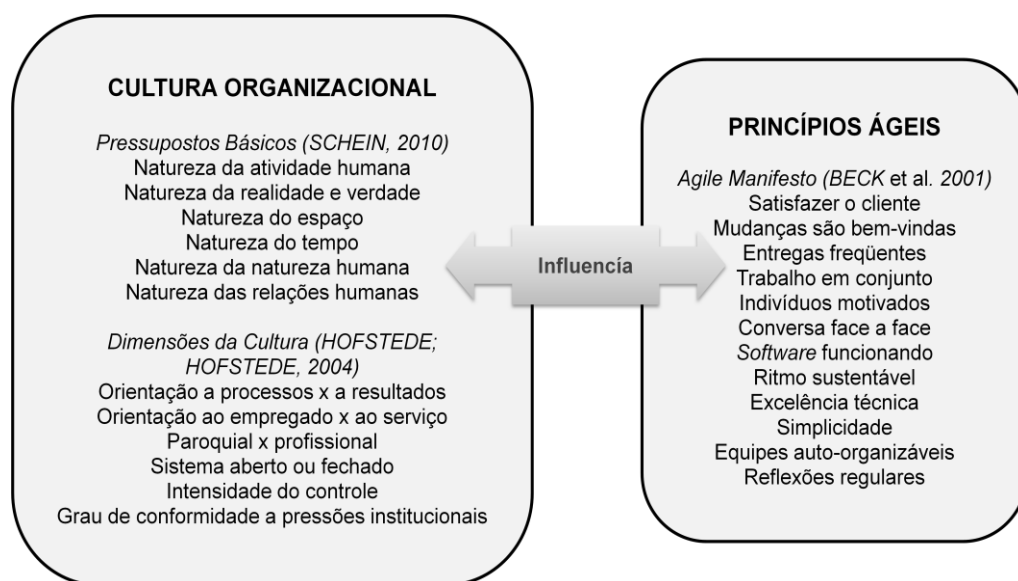 CULTURA ORGANIZACIONAL
Pressupostos Básicos (SCHEIN, 2010)
Natureza da atividade humana
Natureza da realidade e verdade
Natureza do espaço
Natureza do tempo
Natureza da natureza humana
Natureza das relações humanas
Dimensões da Cultura (HOFSTEDE;
HOFSTEDE, 2004)
Orientação a processos x a resultados
Orientação ao empregado x ao serviço
Paroquial x profissional
Sistema aberto ou fechado
Intensidade do controle
Grau de conformidade a pressões institucionais
Influencía
PRINCÍPIOS ÁGEIS
Agile Manifesto (BECK et al. 2001)
Satisfazer o cliente
Mudanças são bem-vindas
Entregas freqüentes
Trabalho em conjunto
Indivíduos motivados
Conversa face a face
Software funcionando
Ritmo sustentável
Excelência técnica
Simplicidade
Equipes auto-organizáveis
Reflexões regulares